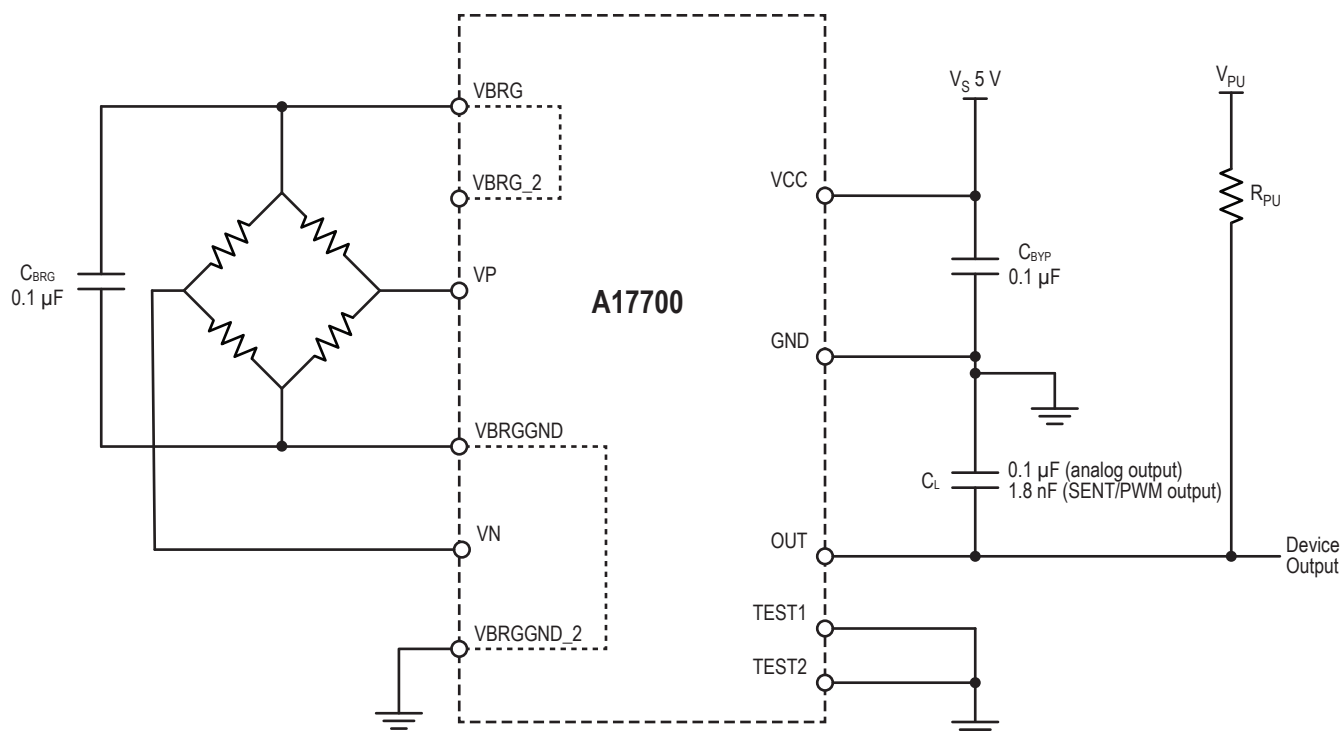 VBRG
VBRG_2
C_BRG
0.1 µF
VP
VBRGGND
VN
VBRGGND_2
A17700
V_S 5 V
V_PU
VCC
R_PU
C_BYP
0.1 µF
GND
C_L
0.1 µF (analog output)
1.8 nF (SENT/PWM output)
OUT
Device
Output
TEST1
TEST2